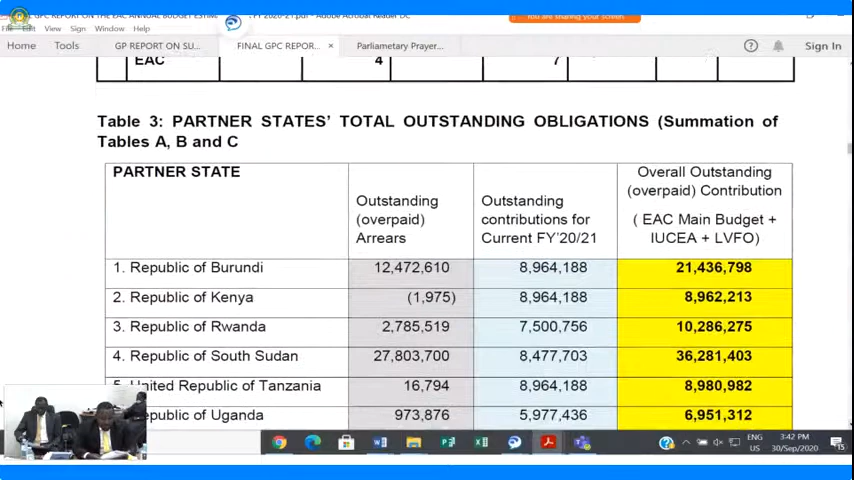 GPC REPORT ON THE EAC ANNUAL BUDGET ESTIM FY 2020-21.pdf - Adobe Acrobat Reader DC
You are sharing your screen
File Edit View Sign Window Help
Home Tools GP REPORT ON SU... FINAL GPC REPOR... × Parliametary Prayer... Sign In
EAC 4 7
Table 3: PARTNER STATES' TOTAL OUTSTANDING OBLIGATIONS (Summation of
Tables A, B and C
PARTNER STATE
Outstanding
(overpaid)
Arrears
Outstanding
contributions for
Current FY'20/21
Overall Outstanding
(overpaid) Contribution
( EAC Main Budget +
IUCEA + LVFO)
1. Republic of Burundi 12,472,610 8,964,188 21,436,798
2. Republic of Kenya (1,975) 8,964,188 8,962,213
3. Republic of Rwanda 2,785,519 7,500,756 10,286,275
4. Republic of South Sudan 27,803,700 8,477,703 36,281,403
5. United Republic of Tanzania 16,794 8,964,188 8,980,982
epublic of Uganda 973,876 5,977,436 6,951,312
ENG
US
3:42 PM
30/Sep/2020
15